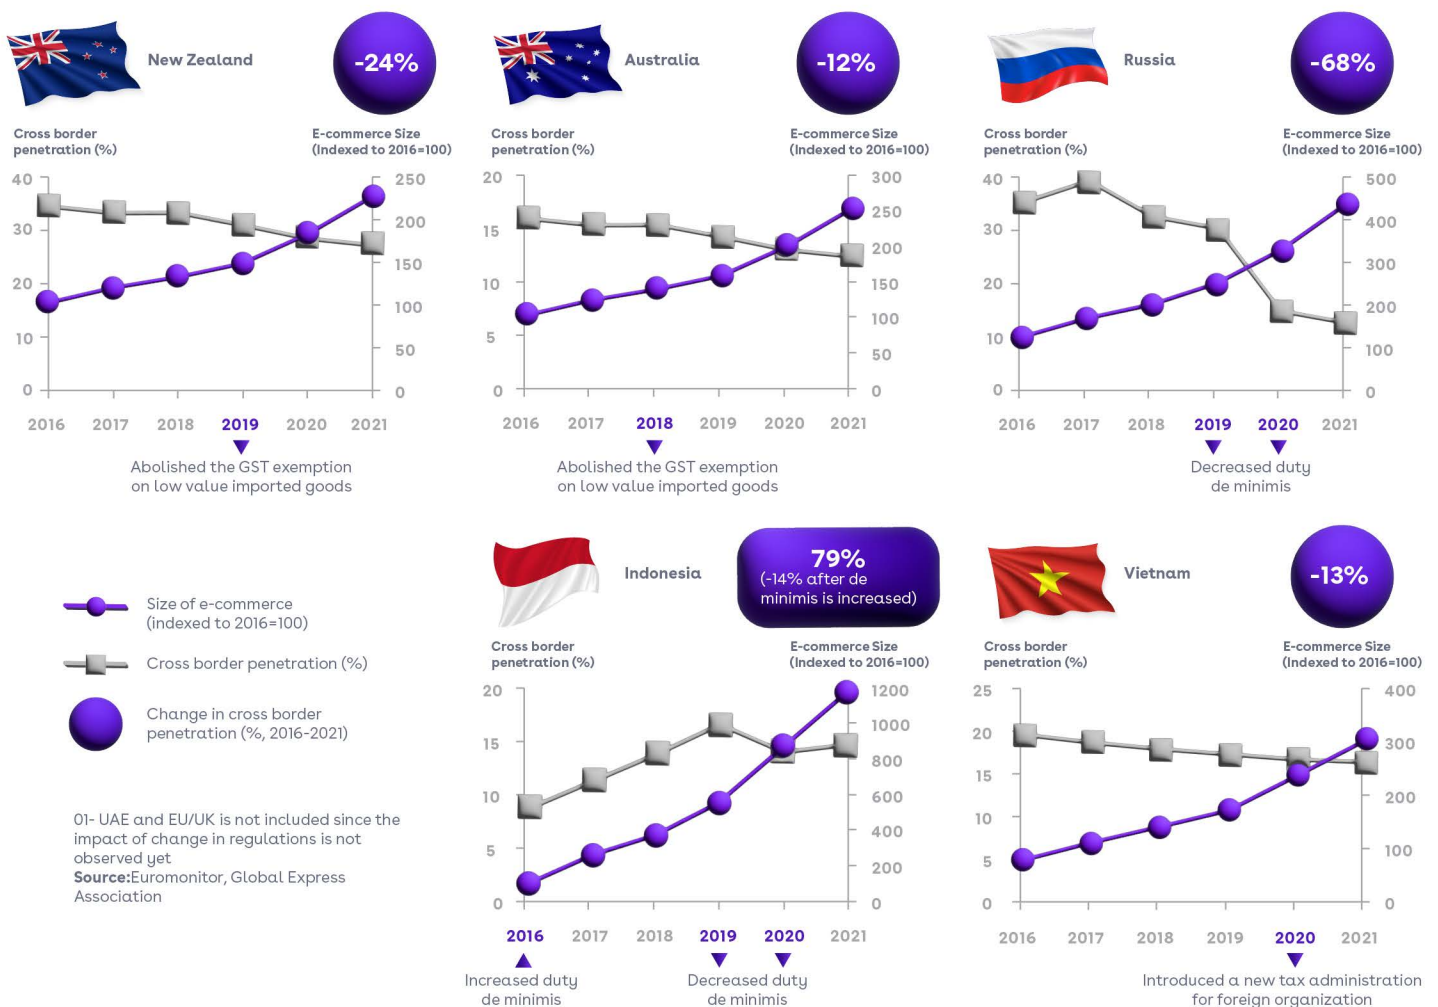 New Zealand
-24%
Cross border
penetration (%)
E-commerce Size
(Indexed to 2016=100)
40
30
20
10
0
250
200
150
100
50
0
2016 2017 2018 2019 2020 2021
Abolished the GST exemption
on low value imported goods
Australia
-12%
Cross border
penetration (%)
E-commerce Size
(Indexed to 2016=100)
20
15
10
5
0
300
250
200
150
100
50
0
2016 2017 2018 2019 2020 2021
Abolished the GST exemption
on low value imported goods
Russia
-68%
Cross border
penetration (%)
E-commerce Size
(Indexed to 2016=100)
40
30
20
10
0
500
400
300
200
100
0
2016 2017 2018 2019 2020 2021
Decreased duty
de minimis
Size of e-commerce
(indexed to 2016=100)
Cross border penetration (%)
Change in cross border
penetration (%, 2016-2021)
01- UAE and EU/UK is not included since the
impact of change in regulations is not
observed yet
Source:Euromonitor, Global Express
Association
Indonesia
79%
(-14% after de
minimis is increased)
Cross border
penetration (%)
E-commerce Size
(Indexed to 2016=100)
20
15
10
5
0
1200
1000
800
600
400
200
0
2016 2017 2018 2019 2020 2021
Increased duty
de minimis
Decreased duty
de minimis
Vietnam
-13%
Cross border
penetration (%)
E-commerce Size
(Indexed to 2016=100)
25
20
15
10
5
0
400
300
200
100
0
2016 2017 2018 2019 2020 2021
Introduced a new tax administration
for foreign organization